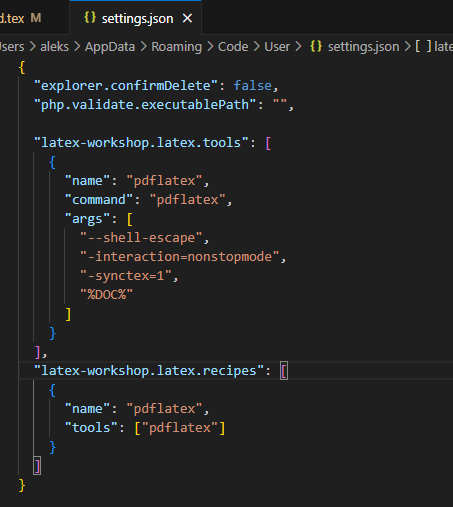 d.tex M {} settings.json ×
Users > aleks > AppData > Roaming > Code > User > {} settings.json > [ ] late
{
"explorer.confirmDelete": false,
"php.validate.executablePath": "",
"latex-workshop.latex.tools": [
{
"name": "pdflatex",
"command": "pdflatex",
"args": [
"--shell-escape",
"-interaction=nonstopmode",
"-synctex=1",
"%DOC%"
]
}
],
"latex-workshop.latex.recipes": [
{
"name": "pdflatex",
"tools": ["pdflatex"]
}
]
}